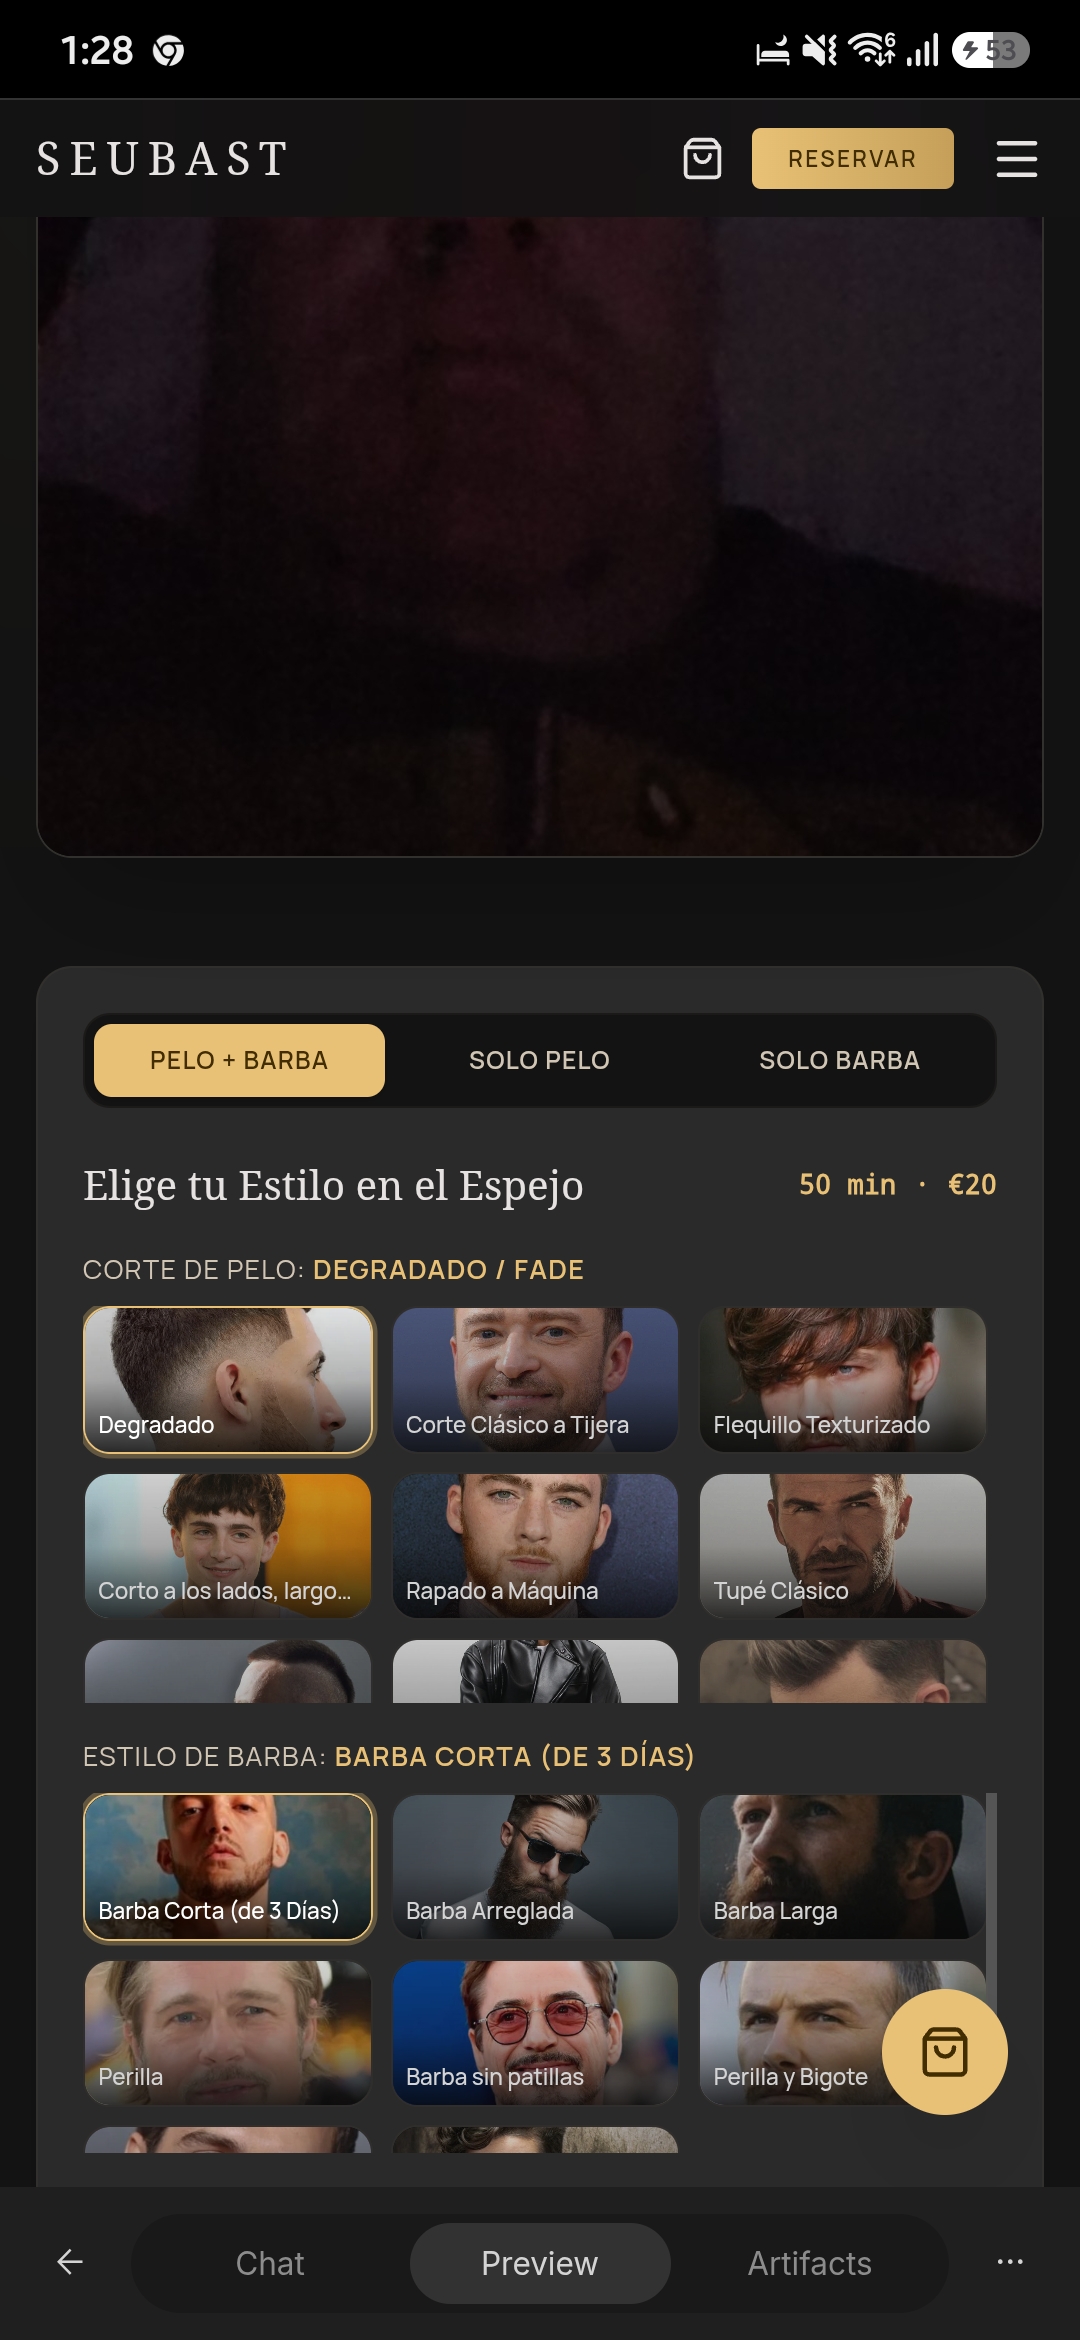 1:28
6
53
SEUBAST
RESERVAR
PELO + BARBA
SOLO PELO
SOLO BARBA
Elige tu Estilo en el Espejo
50 min · €20
CORTE DE PELO: DEGRADADO / FADE
Degradado
Corte Clásico a Tijera
Flequillo Texturizado
Corto a los lados, largo...
Rapado a Máquina
Tupé Clásico
ESTILO DE BARBA: BARBA CORTA (DE 3 DÍAS)
Barba Corta (de 3 Días)
Barba Arreglada
Barba Larga
Perilla
Barba sin patillas
Perilla y Bigote
Chat
Preview
Artifacts